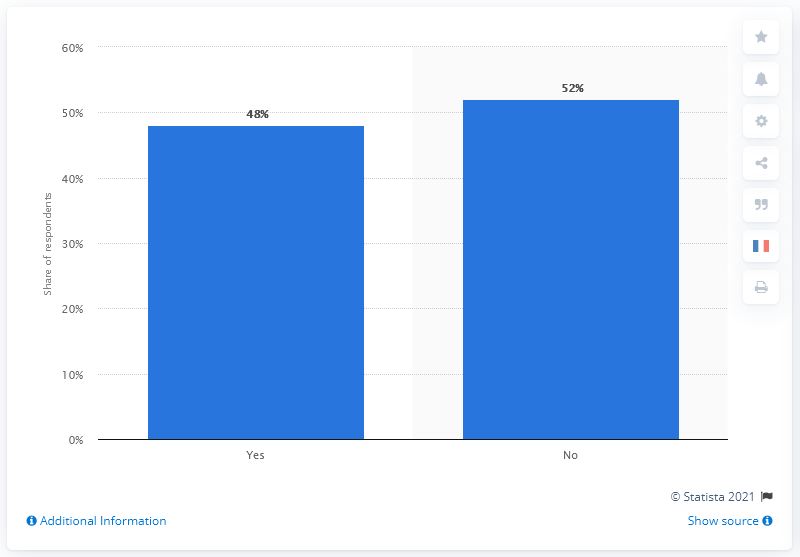 60%
50%
40%
30%
20%
10%
0%
Share of respondents
48%
52%
Yes
No
© Statista 2021
Additional Information
Show source